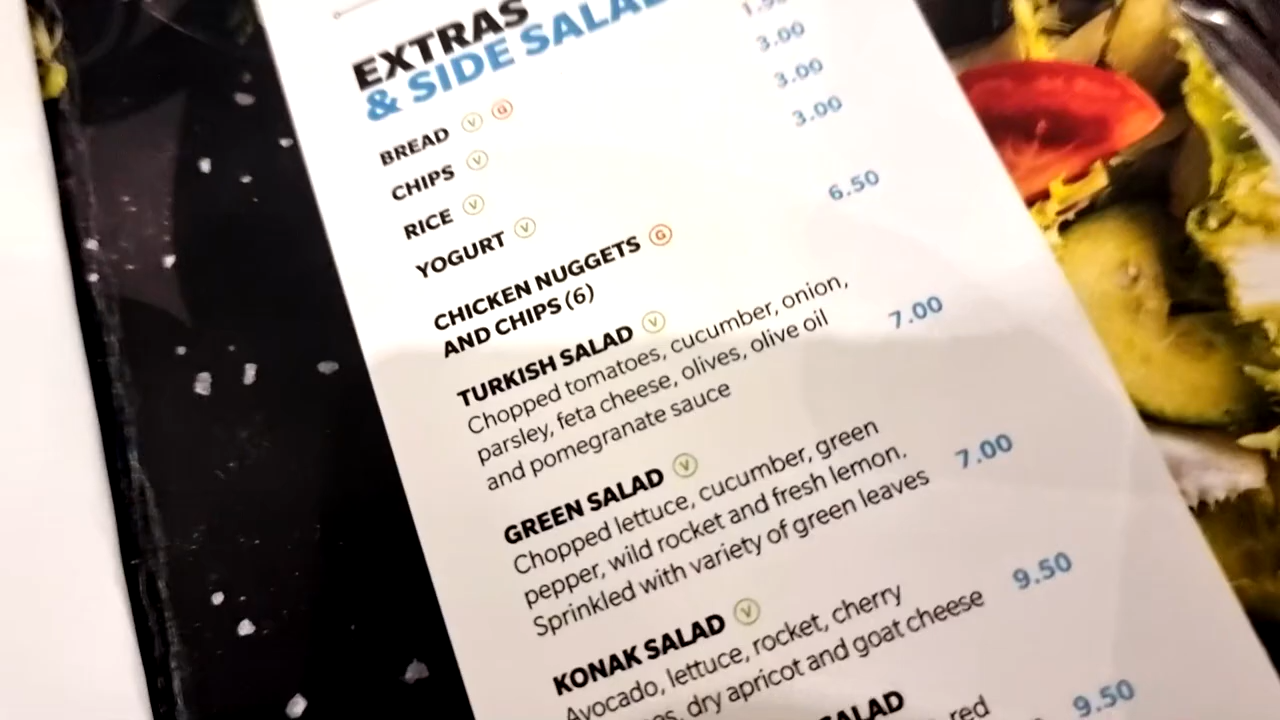 EXTRAS
& SIDE SALAD
BREAD V G
CHIPS V 3.00
RICE V 3.00
YOGURT V 3.00
CHICKEN NUGGETS G 6.50
AND CHIPS (6)
TURKISH SALAD V 7.00
Chopped tomatoes, cucumber, onion,
parsley, feta cheese, olives, olive oil
and pomegranate sauce
GREEN SALAD V 7.00
Chopped lettuce, cucumber, green
pepper, wild rocket and fresh lemon.
Sprinkled with variety of green leaves
KONAK SALAD V 9.50
Avocado, lettuce, rocket, cherry
dry apricot and goat cheese
SALAD 9.50
red